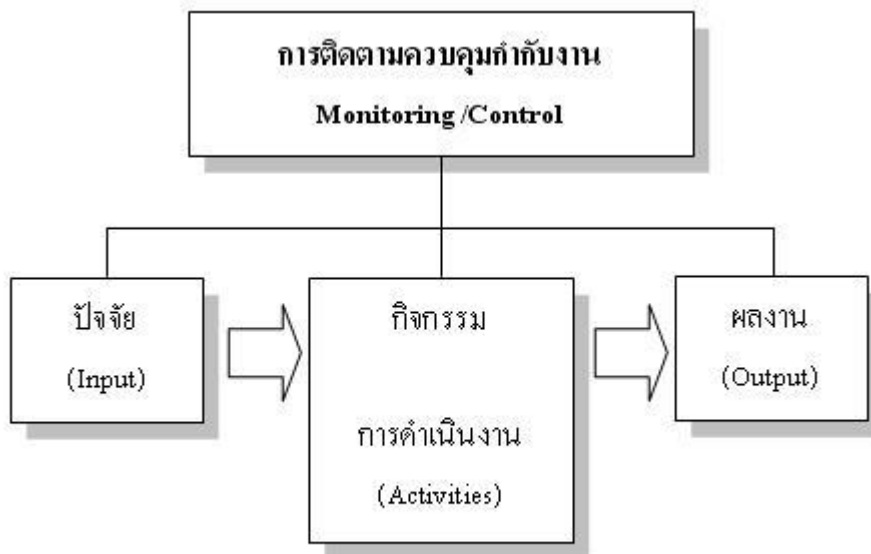 การติดตามควบคุมกำกับงาน
Monitoring /Control
ปัจจัย
(Input)
กิจกรรม
การดำเนินงาน
(Activities)
ผลงาน
(Output)